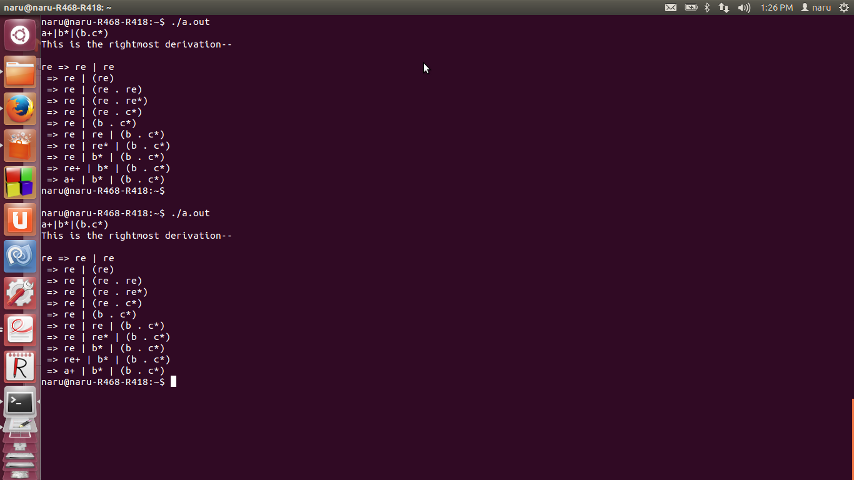 naru@naru-R468-R418: ~
1:26 PM
naru
naru@naru-R468-R418:~$ ./a.out
a+|b*|(b.c*)
This is the rightmost derivation--
re => re | re
=> re | (re)
=> re | (re . re)
=> re | (re . re*)
=> re | (re . c*)
=> re | (b . c*)
=> re | re | (b . c*)
=> re | re* | (b . c*)
=> re | b* | (b . c*)
=> re+ | b* | (b . c*)
=> a+ | b* | (b . c*)
naru@naru-R468-R418:~$
naru@naru-R468-R418:~$ ./a.out
a+|b*|(b.c*)
This is the rightmost derivation--
re => re | re
=> re | (re)
=> re | (re . re)
=> re | (re . re*)
=> re | (re . c*)
=> re | (b . c*)
=> re | re | (b . c*)
=> re | re* | (b . c*)
=> re | b* | (b . c*)
=> re+ | b* | (b . c*)
=> a+ | b* | (b . c*)
naru@naru-R468-R418:~$